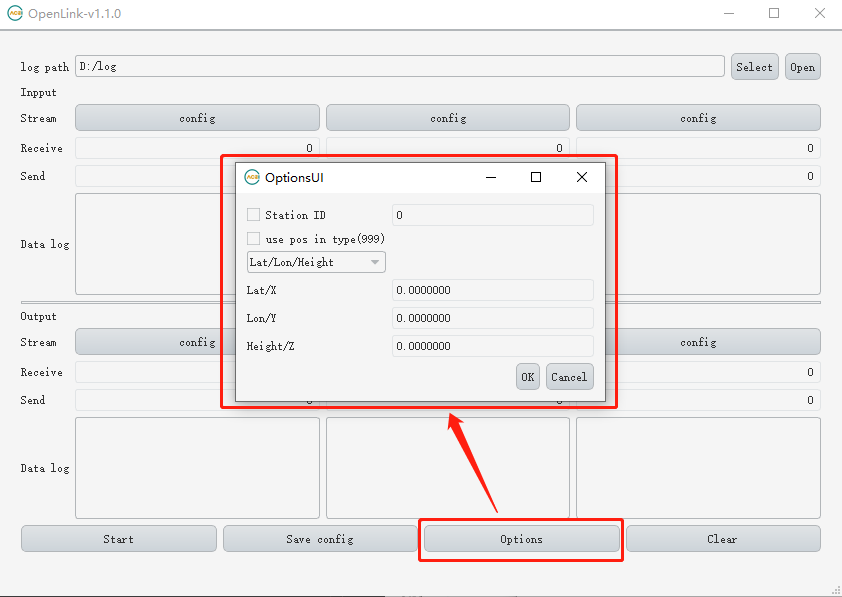 OpenLink-v1.1.0
log path D:/log Select Open
Inpput
Stream config config config
Receive 0 0 0
Send 0
OptionsUI
Station ID 0
use pos in type(999)
Data log
Lat/Lon/Height
Lat/X 0.0000000
Lon/Y 0.0000000
Output
Stream config config
Height/Z 0.0000000
Receive 0
OK Cancel
Send 0
Data log
Start Save config Options Clear